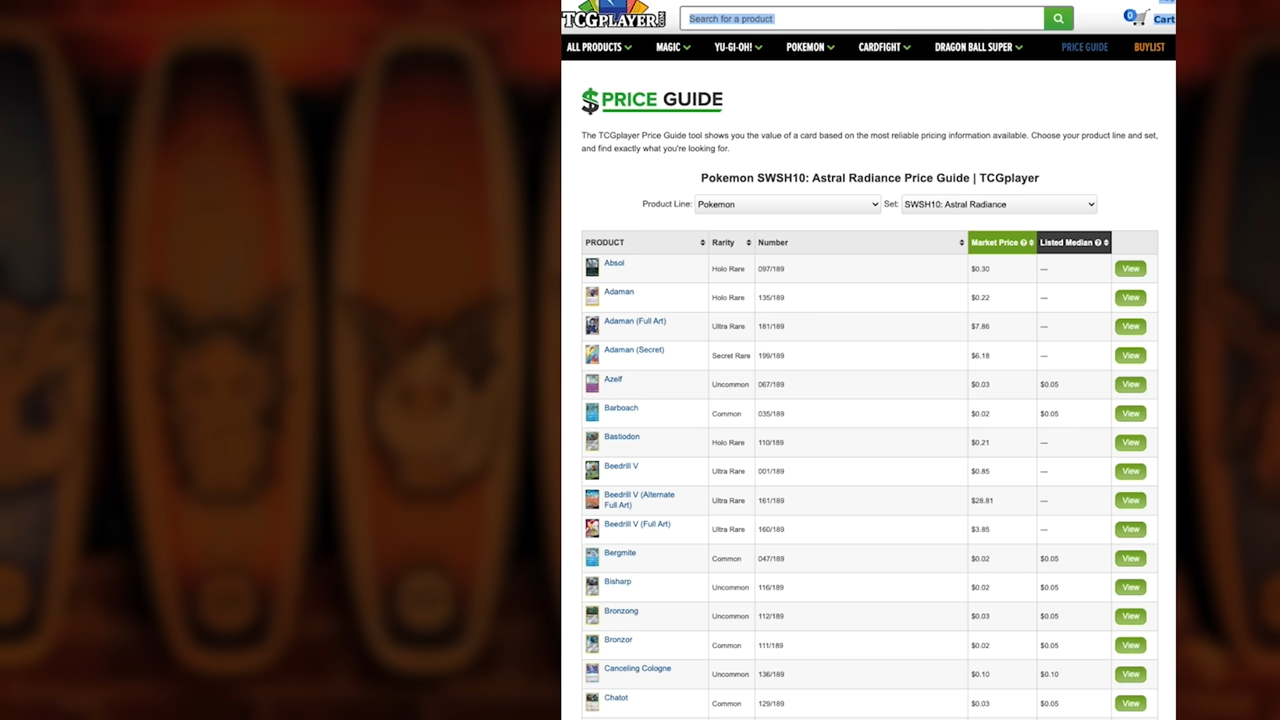 Help
TCGPLAYER.COM
Search for a product
0 Cart
ALL PRODUCTS MAGIC YU-GI-OH! POKEMON CARDFIGHT DRAGON BALL SUPER PRICE GUIDE BUYLIST
$ PRICE GUIDE
The TCGplayer Price Guide tool shows you the value of a card based on the most reliable pricing information available. Choose your product line and set,
and find exactly what you're looking for.
Pokemon SWSH10: Astral Radiance Price Guide | TCGplayer
Product Line: Pokemon Set: SWSH10: Astral Radiance
PRODUCT Rarity Number Market Price ? Listed Median ?
Absol Holo Rare 097/189 $0.30 — View
Adaman Holo Rare 135/189 $0.22 — View
Adaman (Full Art) Ultra Rare 181/189 $7.86 — View
Adaman (Secret) Secret Rare 199/189 $6.18 — View
Azelf Uncommon 067/189 $0.03 $0.05 View
Barboach Common 035/189 $0.02 $0.05 View
Bastiodon Holo Rare 110/189 $0.21 — View
Beedrill V Ultra Rare 001/189 $0.85 — View
Beedrill V (Alternate
Full Art) Ultra Rare 161/189 $28.81 — View
Beedrill V (Full Art) Ultra Rare 160/189 $3.85 — View
Bergmite Common 047/189 $0.02 $0.05 View
Bisharp Uncommon 116/189 $0.02 $0.05 View
Bronzong Uncommon 112/189 $0.03 $0.05 View
Bronzor Common 111/189 $0.02 $0.05 View
Canceling Cologne Uncommon 136/189 $0.10 $0.10 View
Chatot Common 129/189 $0.03 $0.05 View